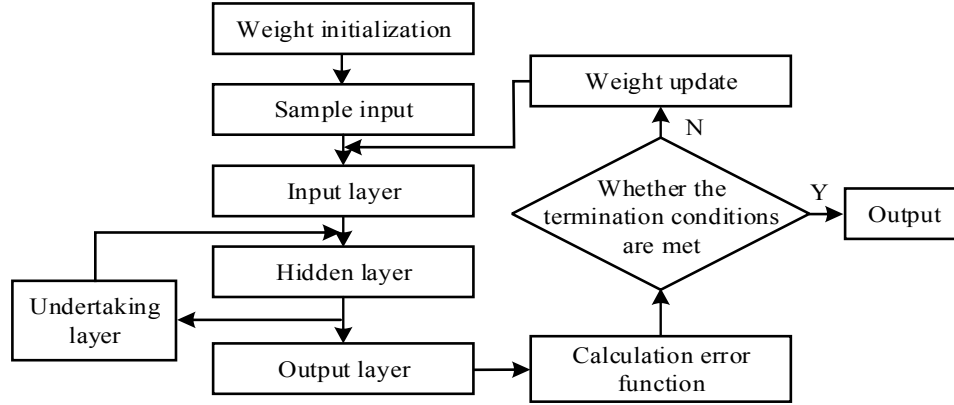 Weight initialization
Sample input
Input layer
Hidden layer
Undertaking
layer
Output layer
Calculation error
function
Whether the
termination conditions
are met
N
Weight update
Y
Output